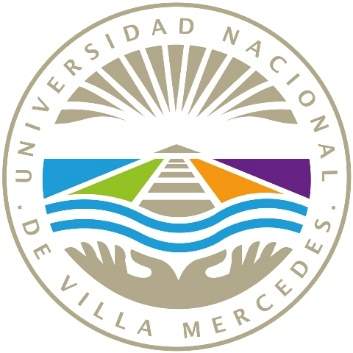 UNIVERSIDAD NACIONAL
· DE VILLA MERCEDES ·